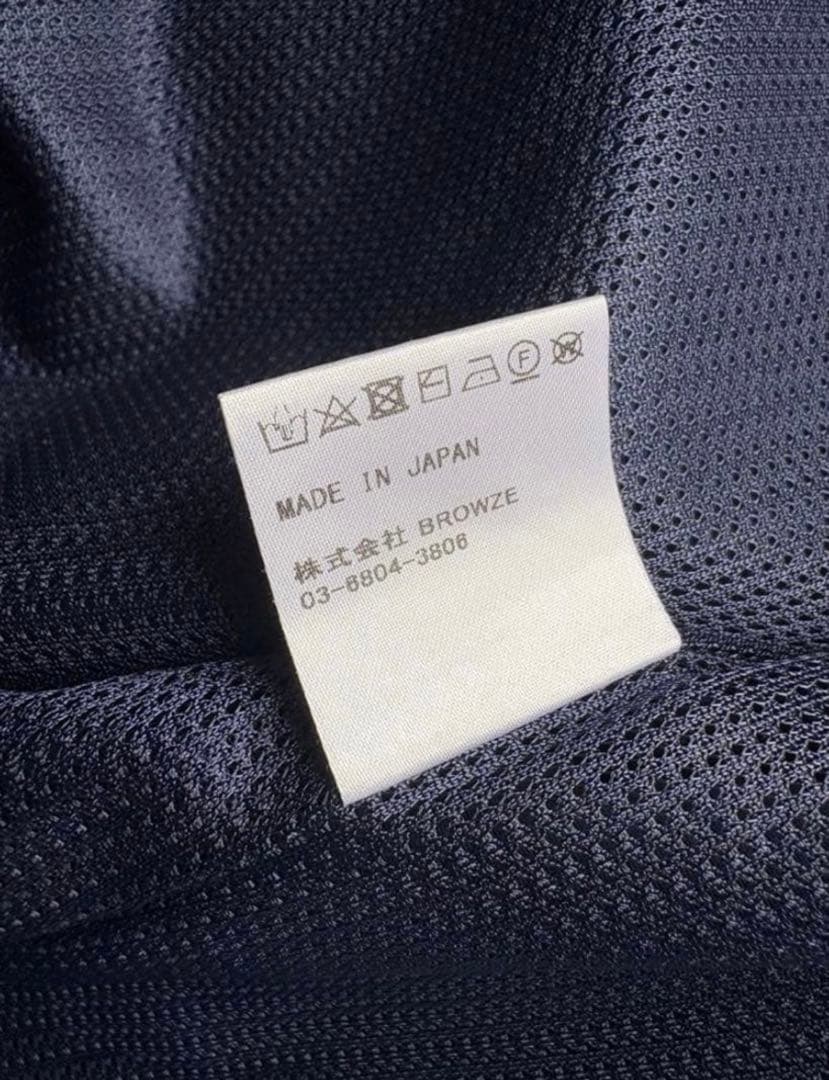 F
W
MADE IN JAPAN
株式会社 BROWZE
03-6804-3806